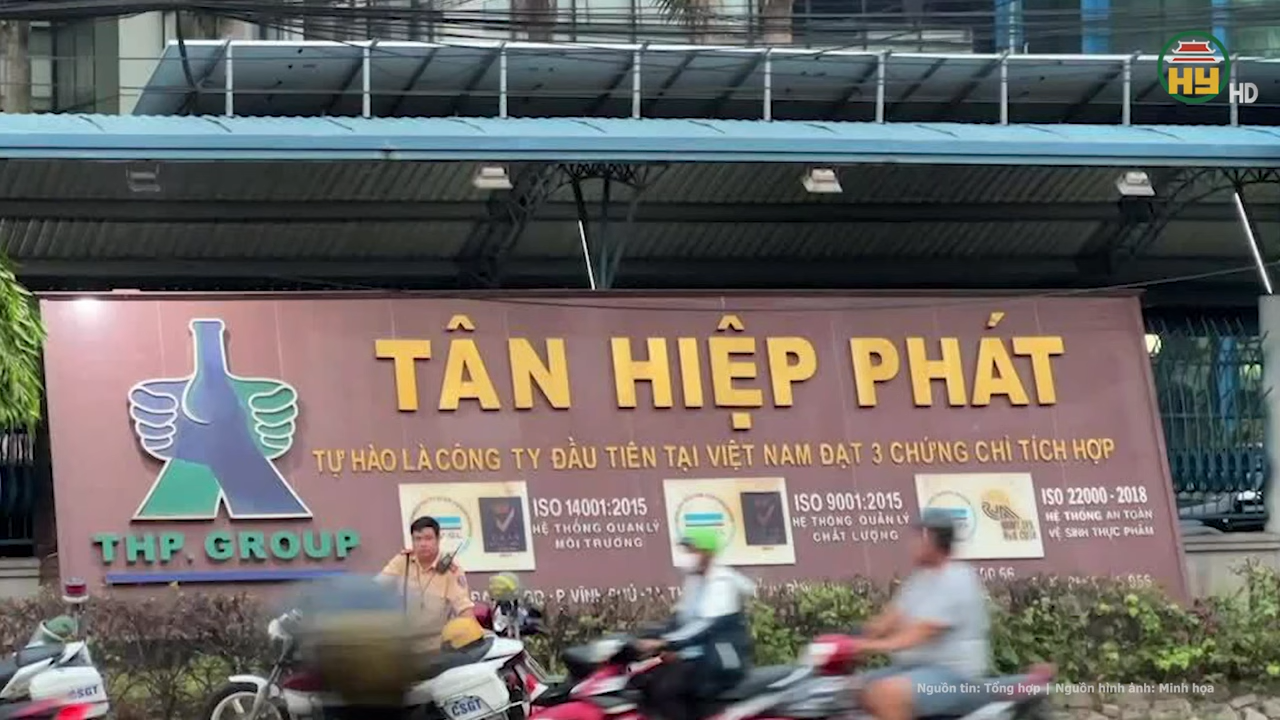 HY HD
TÂN HIỆP PHÁT
TỰ HÀO LÀ CÔNG TY ĐẦU TIÊN TẠI VIỆT NAM ĐẠT 3 CHỨNG CHỈ TÍCH HỢP
THP. GROUP
ISO 14001:2015
HỆ THỐNG QUẢN LÝ
MÔI TRƯỜNG
ISO 9001:2015
HỆ THỐNG QUẢN LÝ
CHẤT LƯỢNG
ISO 22000 - 2018
HỆ THỐNG AN TOÀN
VỆ SINH THỰC PHẨM
P. VĨNH PHÚ
CSGT
CSGT
Nguồn tin: Tổng hợp | Nguồn hình ảnh: Minh họa